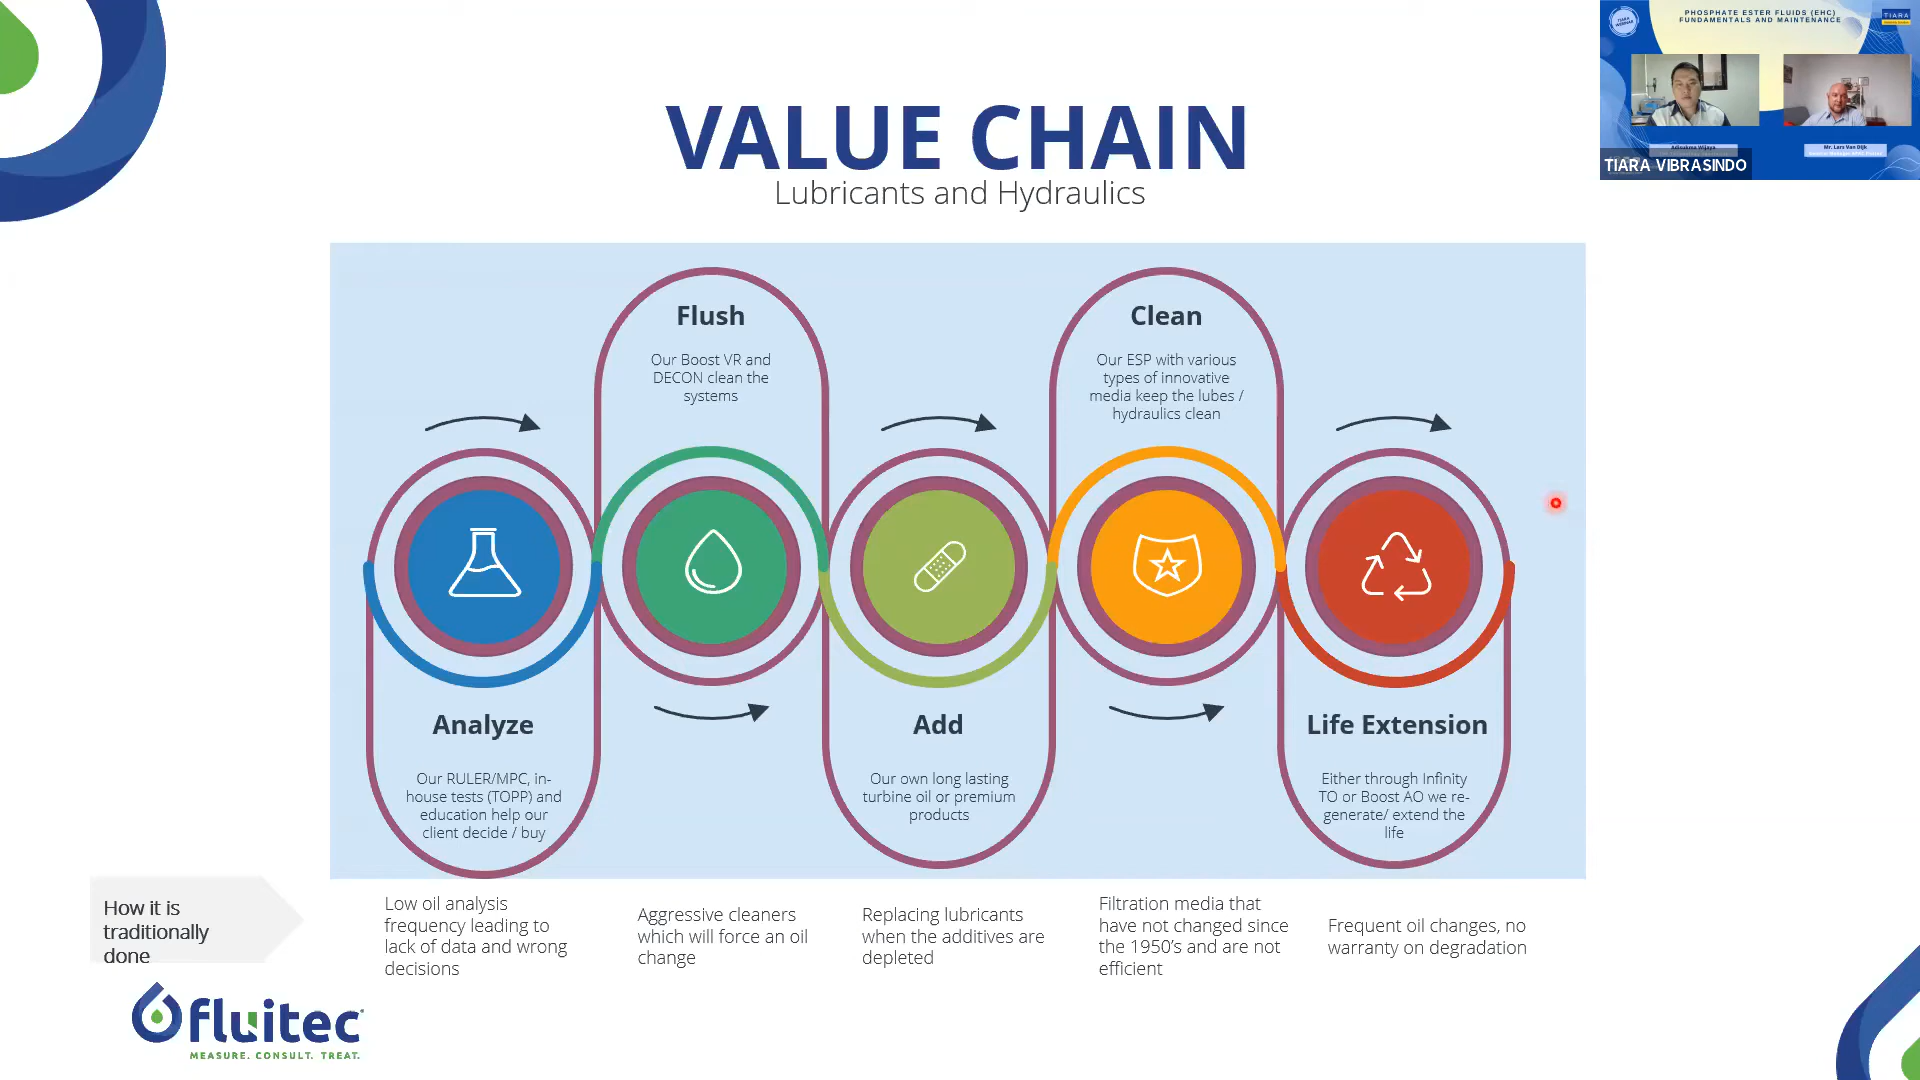 PHOSPHATE ESTER FLUIDS (EHC)
FUNDAMENTALS AND MAINTENANCE
TIARA
Mr. Lars Van Dijk
TIARA VIBRASINDO
VALUE CHAIN
Lubricants and Hydraulics
Flush
Our Boost VR and
DECON clean the
systems
Clean
Our ESP with various
types of innovative
media keep the lubes /
hydraulics clean
Analyze
Our RULER/MPC, in-
house tests (TOPP) and
education help our
client decide / buy
Add
Our own long lasting
turbine oil or premium
products
Life Extension
Either through Infinity
TO or Boost AO we re-
generate/ extend the
life
How it is
traditionally
done
Low oil analysis
frequency leading to
lack of data and wrong
decisions
Aggressive cleaners
which will force an oil
change
Replacing lubricants
when the additives are
depleted
Filtration media that
have not changed since
the 1950's and are not
efficient
Frequent oil changes, no
warranty on degradation
fluitec
MEASURE. CONSULT. TREAT.